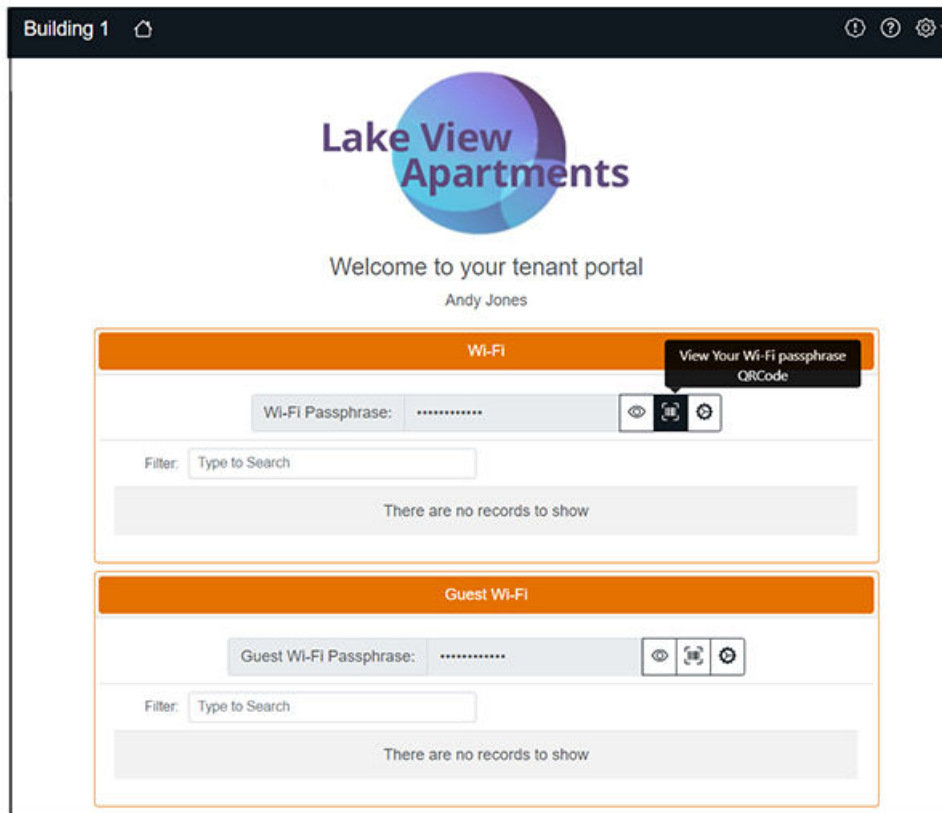 Building 1
Lake View
Apartments
Welcome to your tenant portal
Andy Jones
Wi-Fi
View Your Wi-Fi passphrase
QRCode
Wi-Fi Passphrase: ••••••••••••
Filter: Type to Search
There are no records to show
Guest Wi-Fi
Guest Wi-Fi Passphrase: ••••••••••••
Filter: Type to Search
There are no records to show